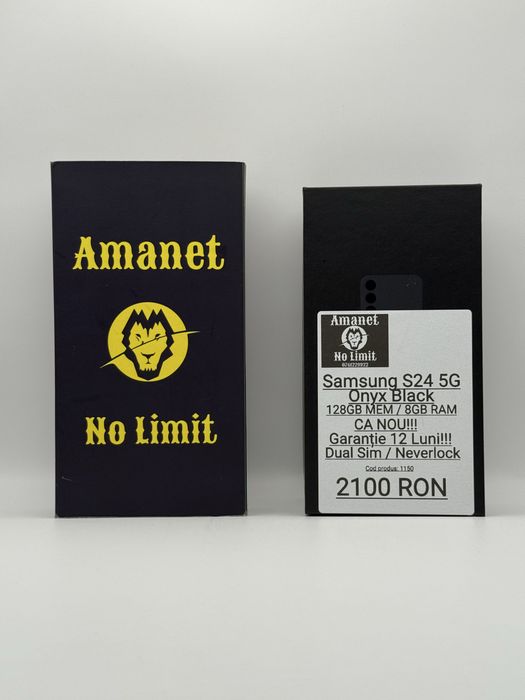 Amanet
No Limit
Amanet
No Limit
0761220922
Samsung S24 5G
Onyx Black
128GB MEM / 8GB RAM
CA NOU!!!
Garanție 12 Luni!!!
Dual Sim / Neverlock
Cod produs: 1150
2100 RON